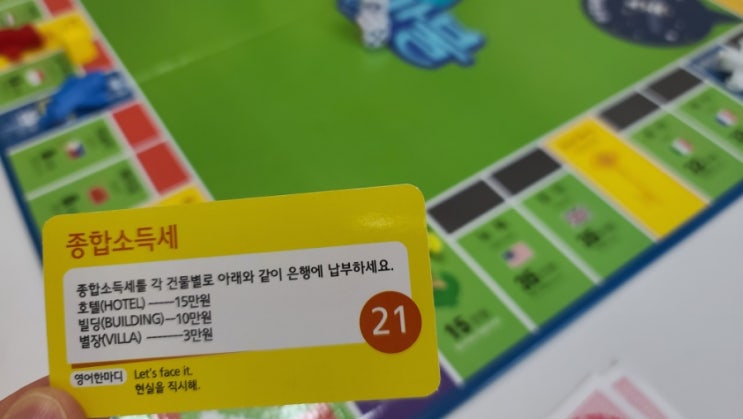 종합소득세
종합소득세를 각 건물별로 아래와 같이 은행에 납부하세요.
호텔(HOTEL) ——15만원
빌딩(BUILDING)—10만원
별장(VILLA) ——3만원
21
영어한마디 Let's face it.
현실을 직시해.